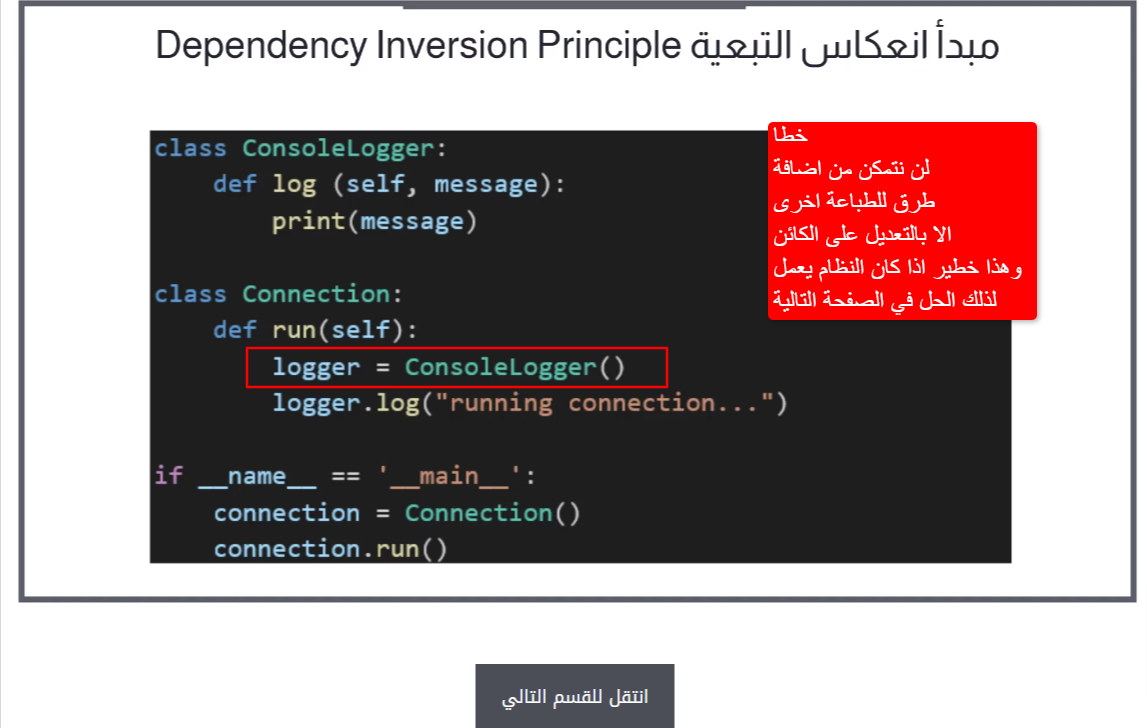 مبدأ انعكاس التبعية Dependency Inversion Principle
class ConsoleLogger:
    def log (self, message):
        print(message)
class Connection:
    def run(self):
        logger = ConsoleLogger()
        logger.log("running connection...")
if __name__ == '__main__':
    connection = Connection()
    connection.run()
خطا
لن نتمكن من اضافة
طرق للطباعة اخرى
الا بالتعديل على الكائن
وهذا خطير اذا كان النظام يعمل
لذلك الحل في الصفحة التالية
انتقل للقسم التالي